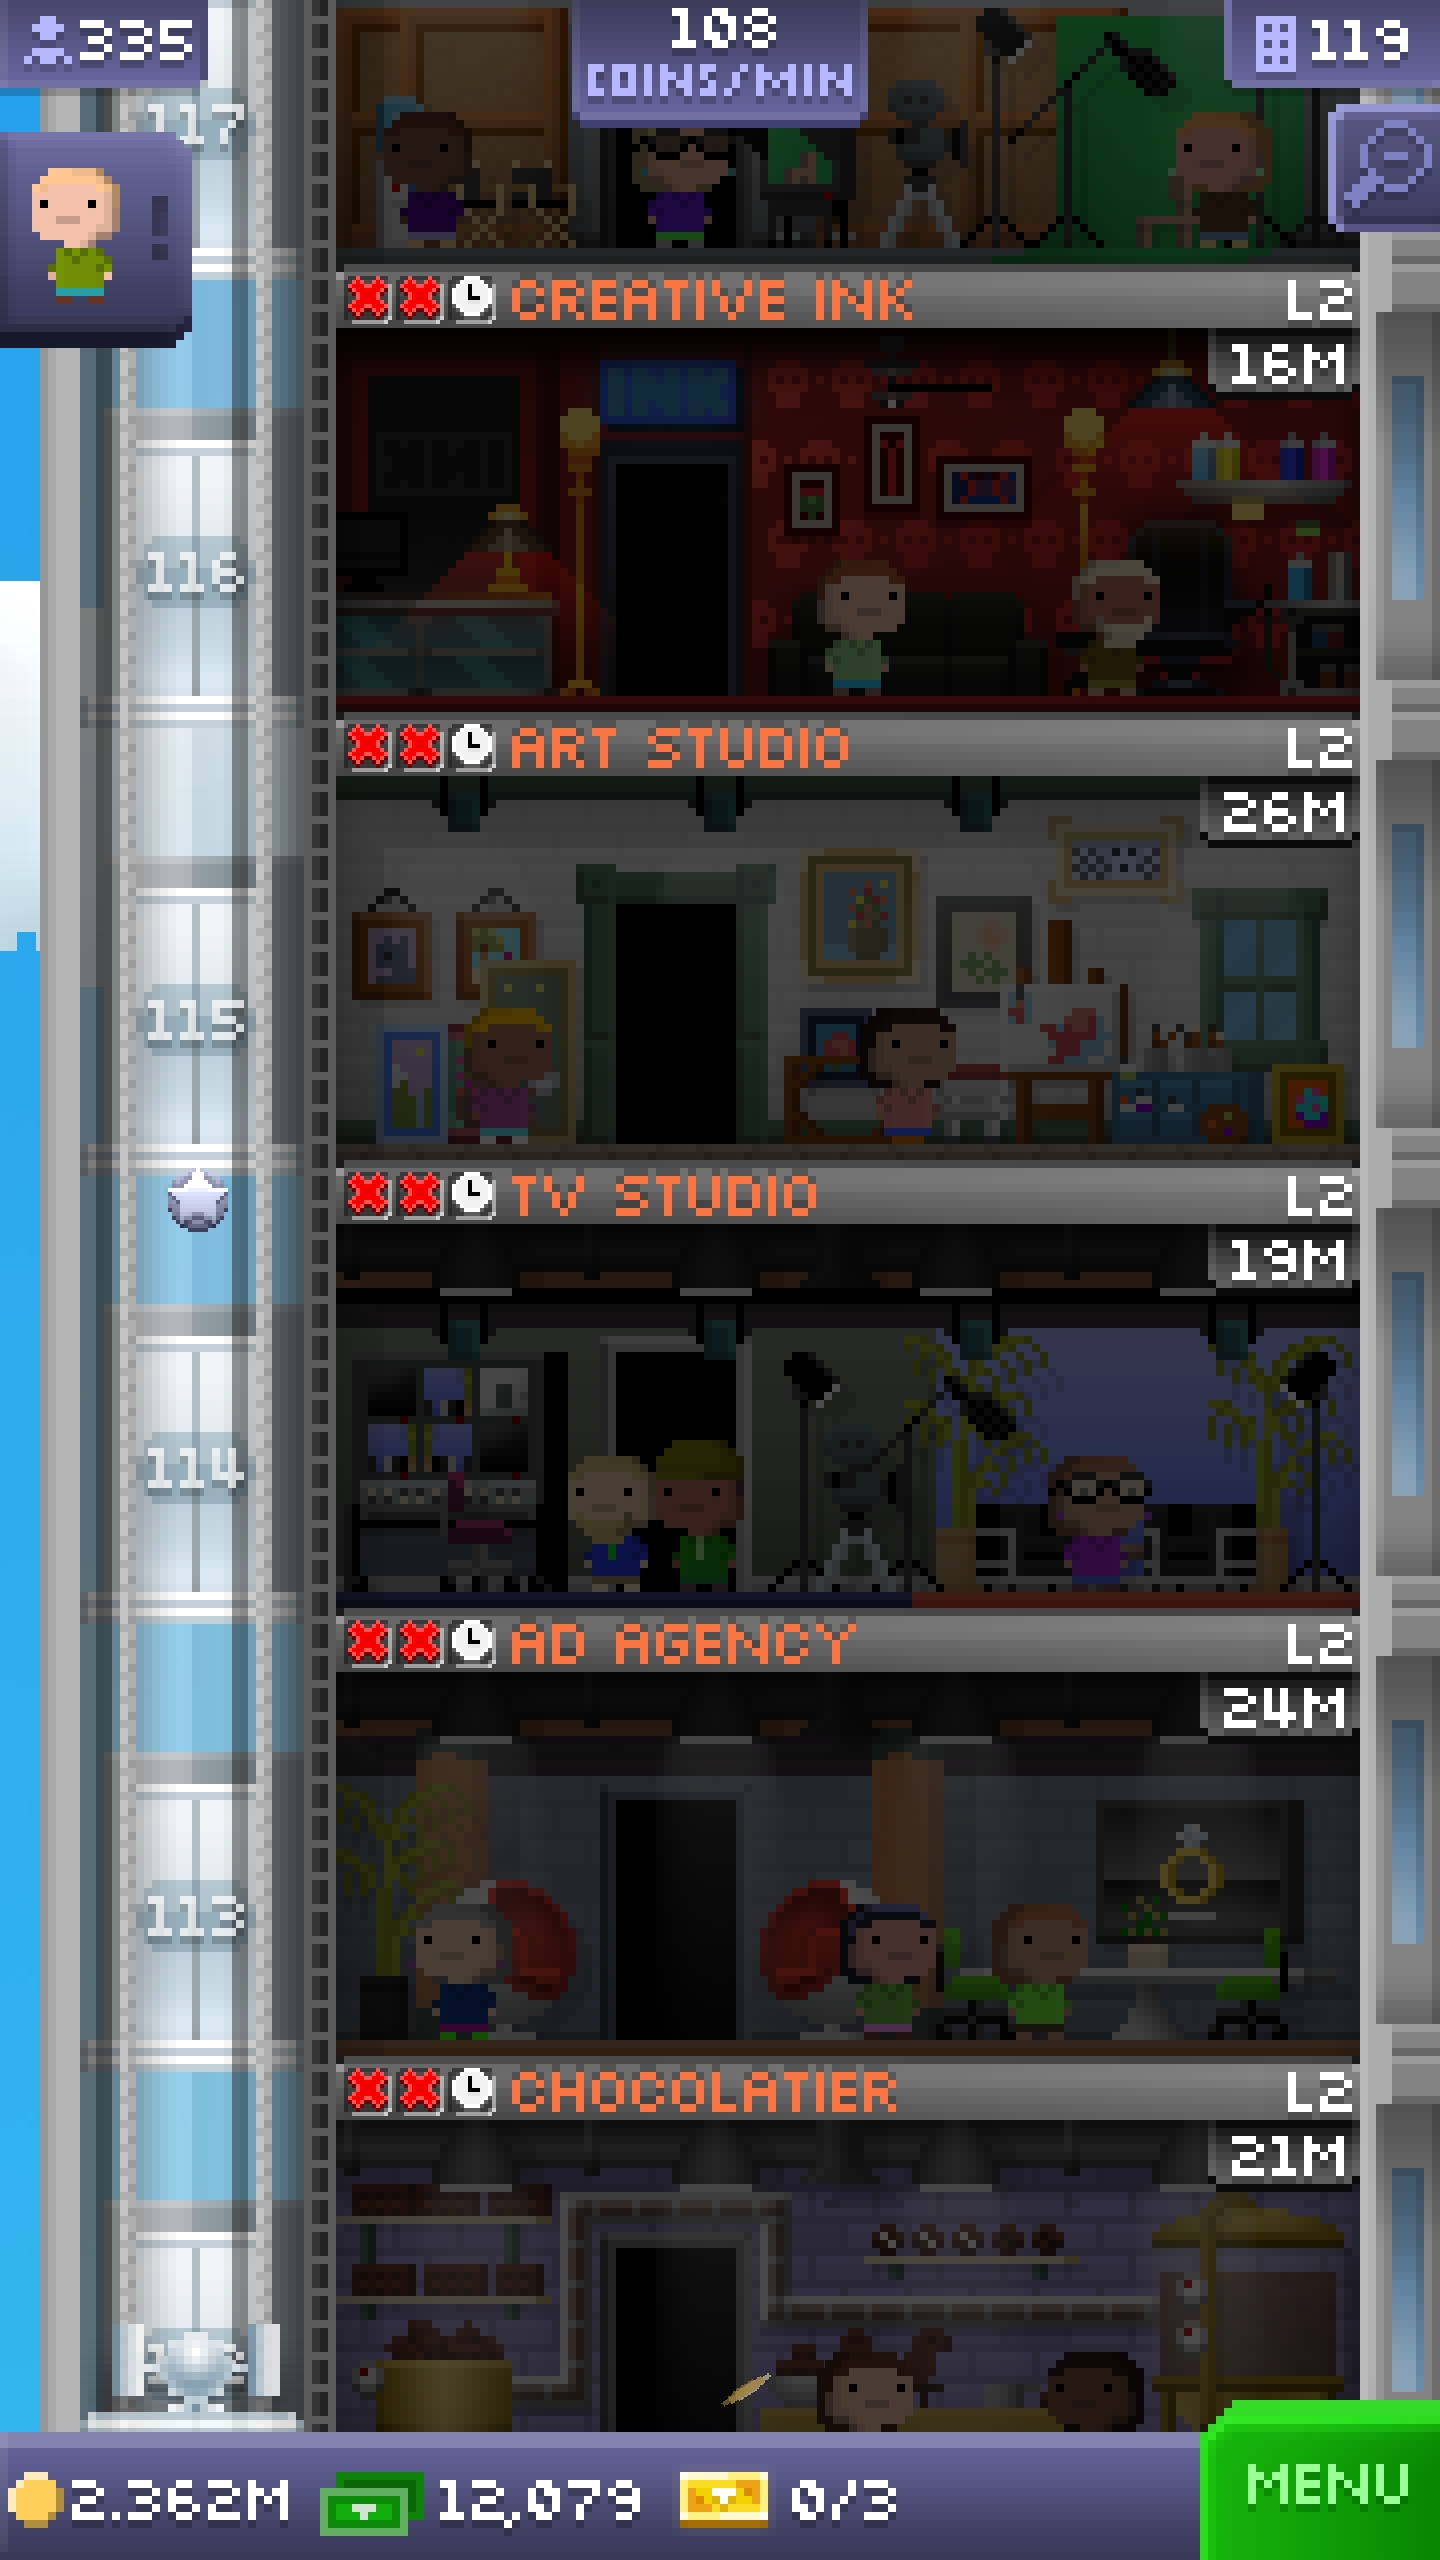 335
108
COINS/MIN
119
117
CREATIVE INK L2
16M
INK
116
ART STUDIO L2
26M
115
TV STUDIO L2
19M
114
AD AGENCY L2
24M
113
CHOCOLATIER L2
21M
2.362M 12,079 0/3
MENU